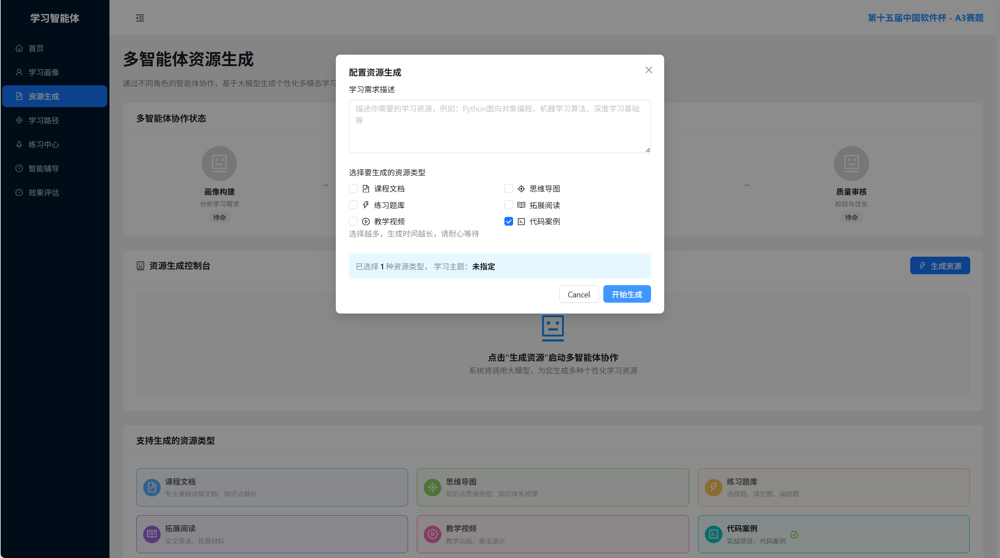 学习智能体
首页
学习画像
资源生成
学习路径
练习中心
智能辅导
效果评估
第十五届中国软件杯 - A3赛题
多智能体资源生成
通过不同角色的智能体协作，基于大模型生成个性化多模态学习
多智能体协作状态
画像构建
分析学习需求
待命
→
→
质量审核
校验与优化
待命
配置资源生成
学习需求描述
描述你需要的学习资源，例如：Python面向对象编程、机器学习算法、深度学习基础
等
选择要生成的资源类型
课程文档
思维导图
练习题库
拓展阅读
教学视频
代码案例
选择越多，生成时间越长，请耐心等待
已选择 1 种资源类型， 学习主题：未指定
Cancel
开始生成
资源生成控制台
生成资源
点击"生成资源"启动多智能体协作
系统将调用大模型，为您生成多种个性化学习资源
支持生成的资源类型
课程文档
专业课程讲解文档、知识点解析
思维导图
知识点思维导图、知识体系梳理
练习题库
选择题、填空题、编程题
拓展阅读
论文导读、拓展材料
教学视频
教学动画、算法演示
代码案例
实战项目、代码案例